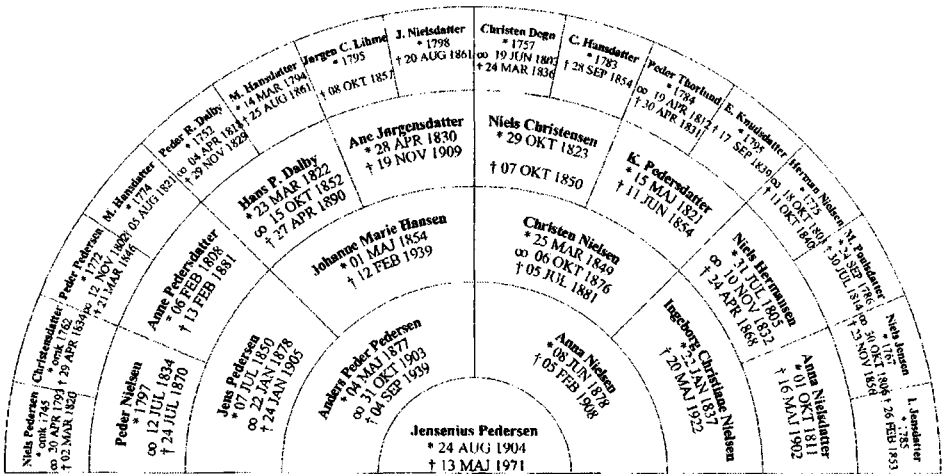 Niels Pedersen
* omk 1745
∞ 30 APR 1793
† 02 MAR 1820
Christensdatter
* omk 1762
† 29 APR 1834
Peder Pedersen
* 1772
∞ 12 NOV 1802
† 21 MAR 1846
M. Hansdatter
* 1774
† 05 AUG 1821
Peder R. Dalby
* 1752
∞ 04 APR 1818
† 29 NOV 1829
M. Hansdatter
* 14 MAR 1794
† 25 AUG 1861
Jørgen C. Lihme
* 1795
† 08 OKT 1857
J. Nielsdatter
* 1798
† 20 AUG 1861
Christen Degn
* 1757
∞ 19 JUN 1802
† 24 MAR 1836
C. Hansdatter
* 1783
† 28 SEP 1854
Peder Thorlund
* 1784
∞ 19 APR 1812
† 30 APR 1831
E. Knudsdatter
* 1795
† 17 SEP 1839
Herman Nielsen
* 1775
∞ 18 OKT 1801
† 11 OKT 1840
M. Poulsdatter
* 24 SEP 1786
† 30 JUL 1814
Niels Jensen
* 1767
∞ 30 OKT 1806
† 25 NOV 1856
I. Jensdatter
* 1785
† 26 FEB 1853
Peder Nielsen
* 1797
∞ 12 JUL 1834
† 24 JUL 1870
Anne Pedersdatter
* 06 FEB 1808
† 13 FEB 1881
Hans P. Dalby
* 23 MAR 1822
∞ 15 OKT 1852
† 27 APR 1890
Ane Jørgensdatter
* 28 APR 1830
† 19 NOV 1909
Niels Christensen
* 29 OKT 1823
† 07 OKT 1850
K. Pedersdatter
* 15 MAJ 1821
† 11 JUN 1854
Niels Hermansen
* 31 JUL 1805
∞ 10 NOV 1832
† 24 APR 1868
Anna Nielsdatter
* 01 OKT 1811
† 16 MAJ 1902
Jens Pedersen
* 07 JUL 1850
∞ 22 JAN 1878
† 24 JAN 1905
Johanne Marie Hansen
* 01 MAJ 1854
† 12 FEB 1939
Christen Nielsen
* 25 MAR 1849
∞ 06 OKT 1876
† 05 JUL 1881
Ingeborg Christiane Nielsen
* 23 JAN 1837
† 20 MAJ 1922
Anders Peder Pedersen
* 04 MAJ 1877
∞ 31 OKT 1903
† 04 SEP 1939
Anna Nielsen
* 08 JUN 1878
† 05 FEB 1908
Jensenius Pedersen
* 24 AUG 1904
† 13 MAJ 1971